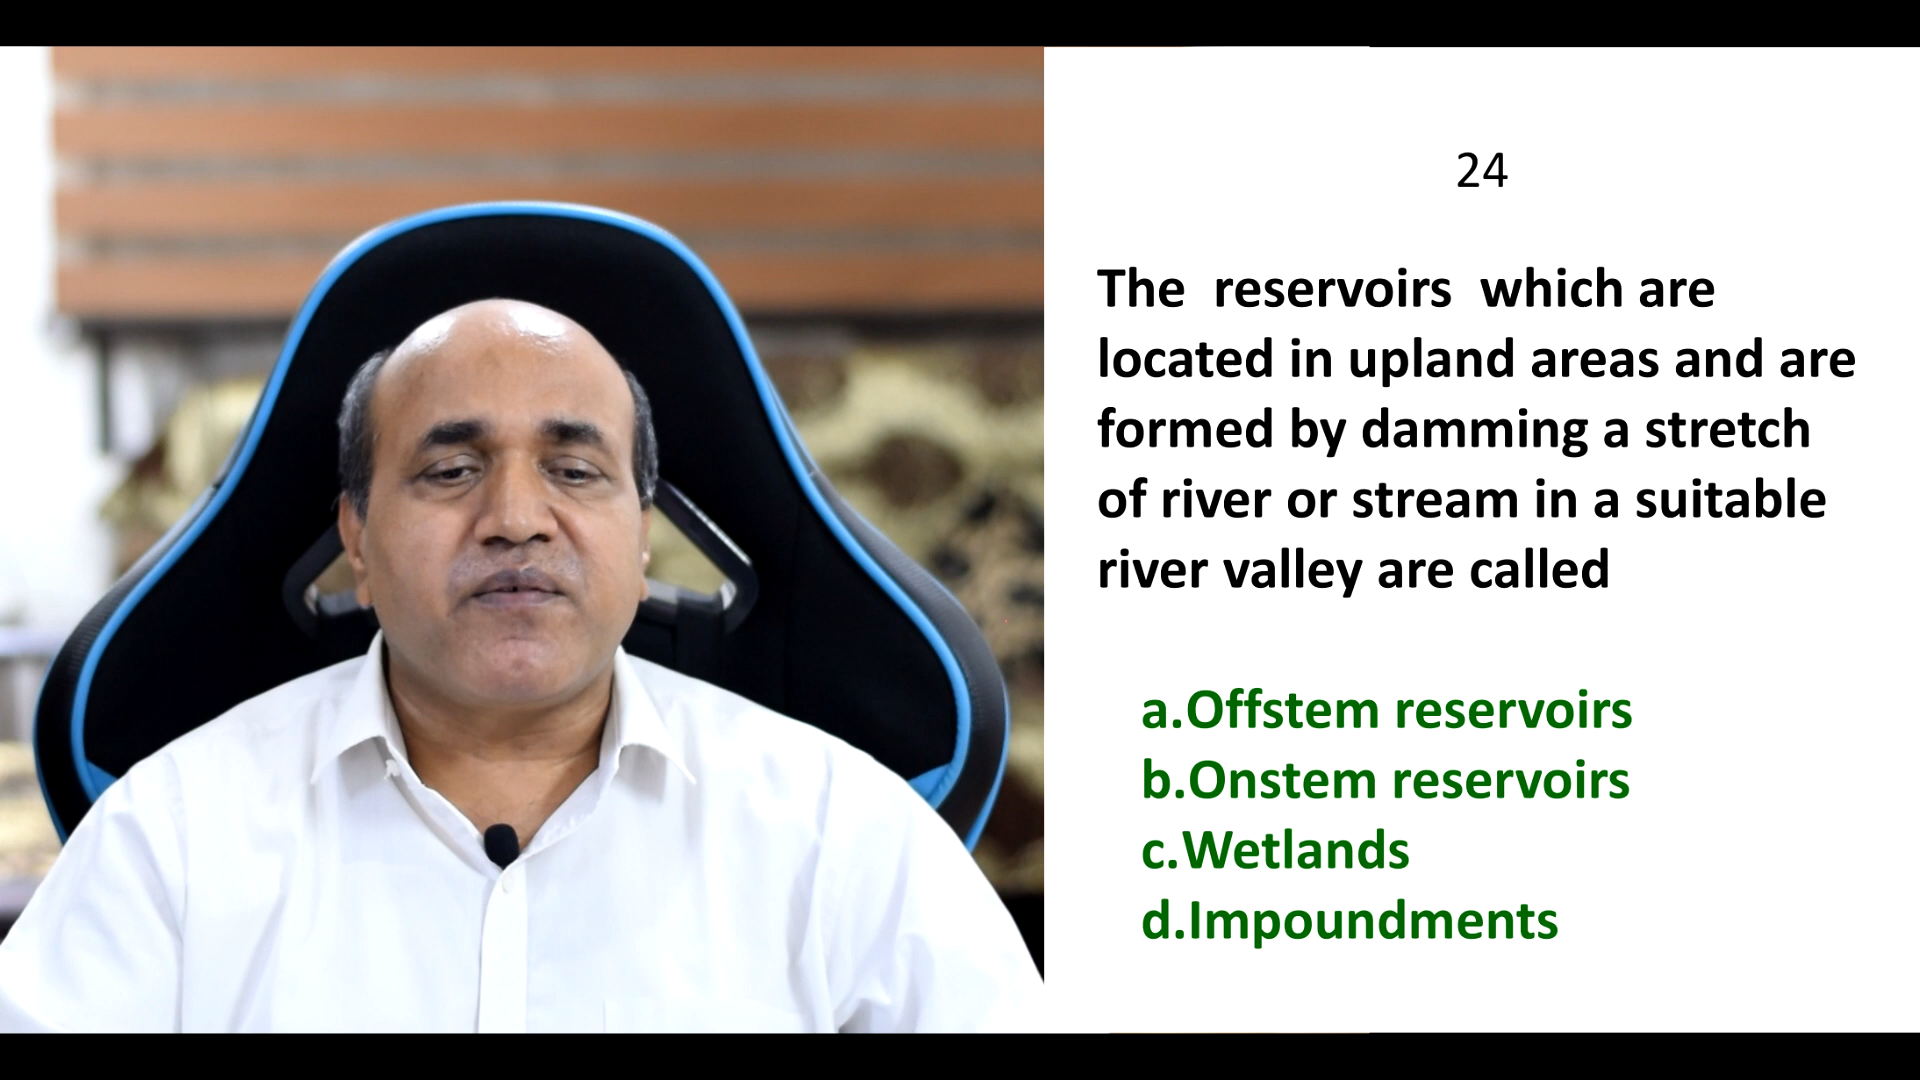 24
The reservoirs which are
located in upland areas and are
formed by damming a stretch
of river or stream in a suitable
river valley are called
a.Offstem reservoirs
b.Onstem reservoirs
c.Wetlands
d.Impoundments